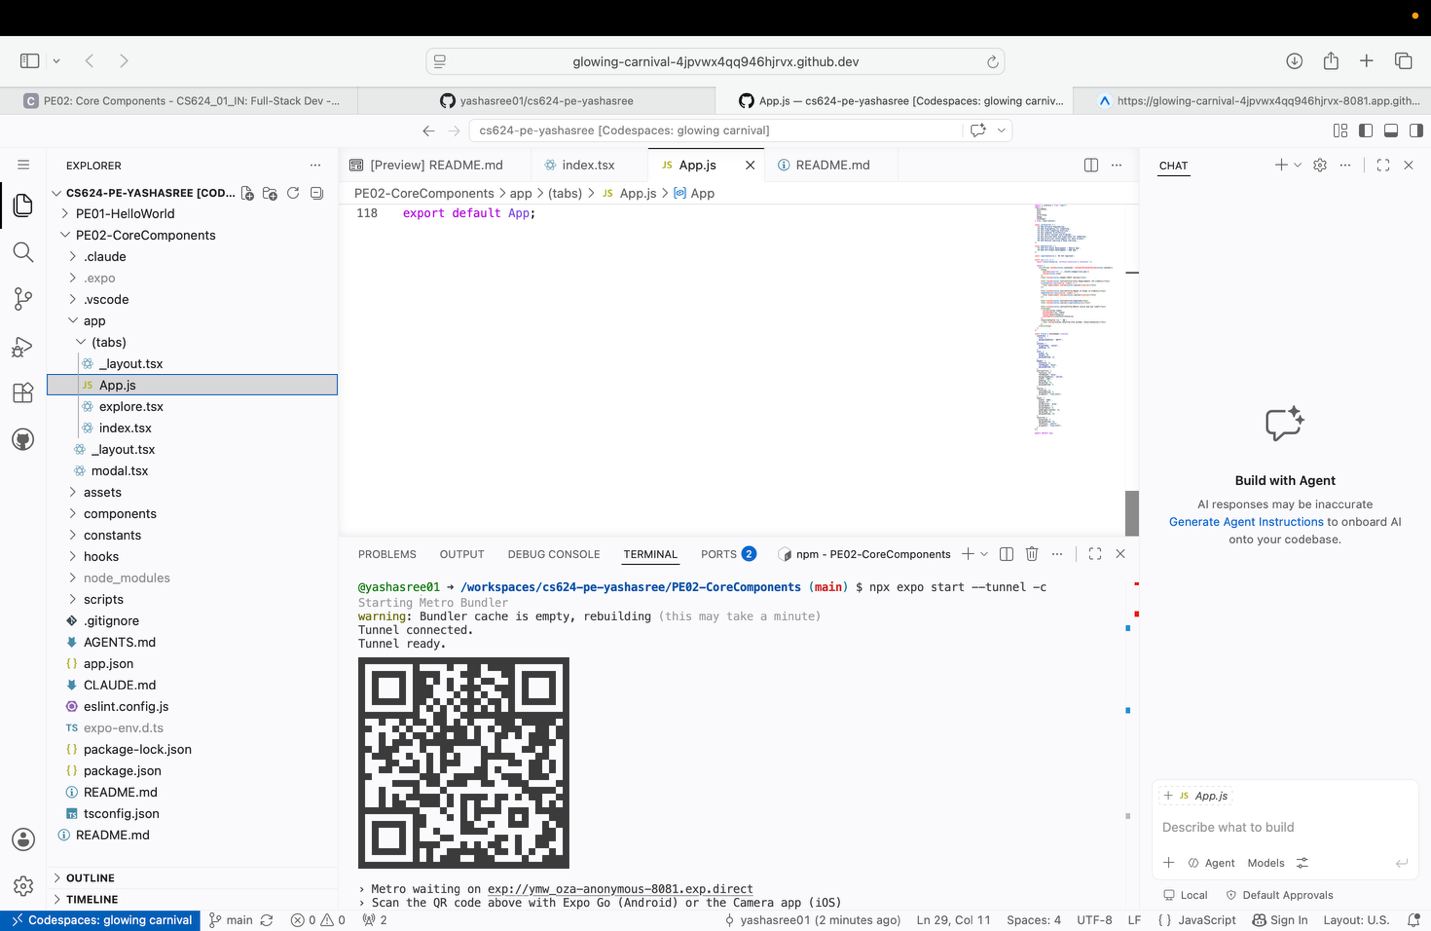 glowing-carnival-4jpvwx4qq946hjrvx.github.dev
PE02: Core Components - CS624_01_IN: Full-Stack Dev -...
yashasree01/cs624-pe-yashasree
App.js — cs624-pe-yashasree [Codespaces: glowing carniv...
https://glowing-carnival-4jpvwx4qq946hjrvx-8081.app.gith...
cs624-pe-yashasree [Codespaces: glowing carnival]
EXPLORER
CS624-PE-YASHASREE [COD...
PE01-HelloWorld
PE02-CoreComponents
.claude
.expo
.vscode
app
(tabs)
_layout.tsx
JS App.js
explore.tsx
index.tsx
_layout.tsx
modal.tsx
assets
components
constants
hooks
node_modules
scripts
.gitignore
AGENTS.md
{} app.json
CLAUDE.md
eslint.config.js
TS expo-env.d.ts
{} package-lock.json
{} package.json
README.md
tsconfig.json
README.md
OUTLINE
TIMELINE
[Preview] README.md
index.tsx
JS App.js
README.md
PE02-CoreComponents > app > (tabs) > JS App.js > App
118 export default App;
PROBLEMS
OUTPUT
DEBUG CONSOLE
TERMINAL
PORTS 2
npm - PE02-CoreComponents
@yashasree01 → /workspaces/cs624-pe-yashasree/PE02-CoreComponents (main) $ npx expo start --tunnel -c
Starting Metro Bundler
warning: Bundler cache is empty, rebuilding (this may take a minute)
Tunnel connected.
Tunnel ready.
› Metro waiting on exp://ymw_oza-anonymous-8081.exp.direct
› Scan the QR code above with Expo Go (Android) or the Camera app (iOS)
CHAT
Build with Agent
AI responses may be inaccurate
Generate Agent Instructions to onboard AI
onto your codebase.
JS App.js
Describe what to build
Agent
Models
Local
Default Approvals
Codespaces: glowing carnival
main
0
0
2
yashasree01 (2 minutes ago)
Ln 29, Col 11
Spaces: 4
UTF-8
LF
{} JavaScript
Sign In
Layout: U.S.